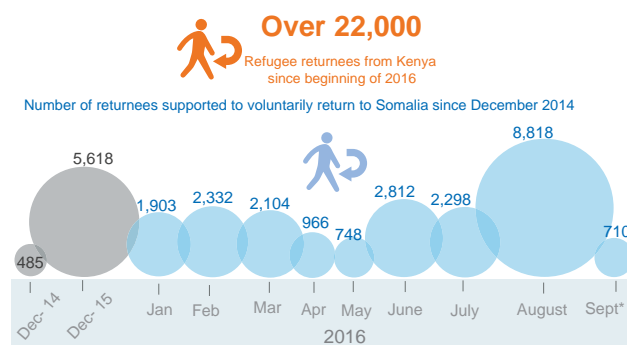 Over 22,000
Refugee returnees from Kenya
since beginning of 2016
Number of returnees supported to voluntarily return to Somalia since December 2014
485
5,618
1,903
2,332
2,104
966
748
2,812
2,298
8,818
710
Dec- 14
Dec- 15
Jan
Feb
Mar
Apr
May
June
July
August
Sept*
2016